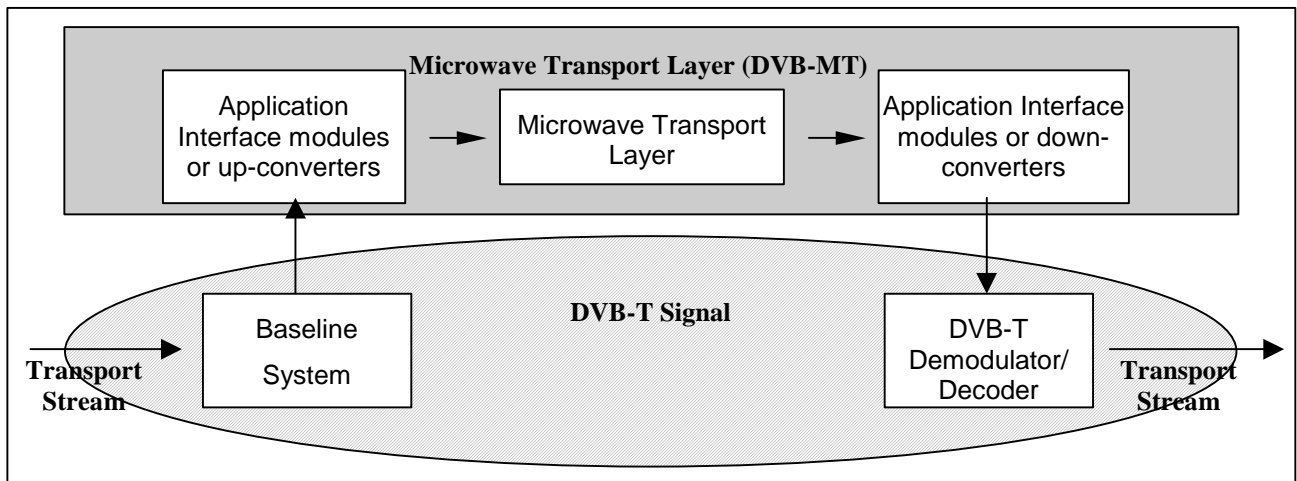 Microwave Transport Layer (DVB-MT)
Application
Interface modules
or up-converters
Microwave Transport
Layer
Application Interface
modules or down-
converters
DVB-T Signal
Transport
Stream
Baseline
System
DVB-T
Demodulator/
Decoder
Transport
Stream